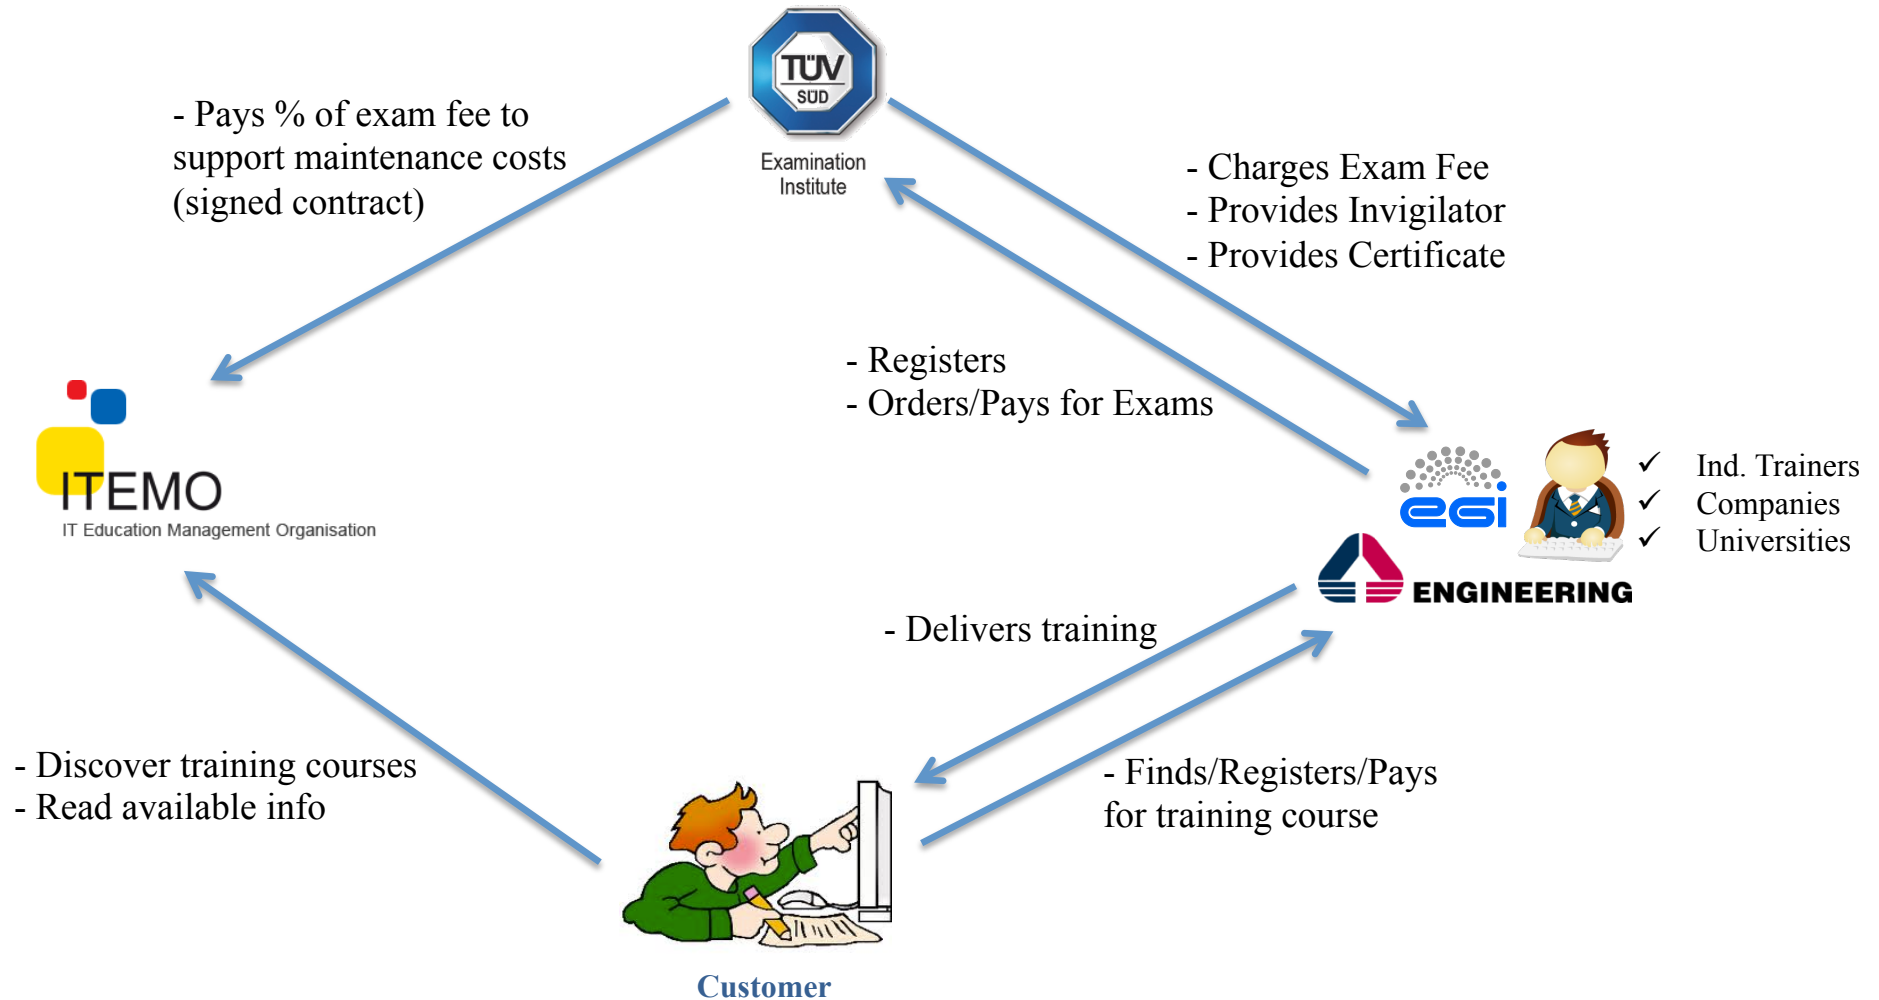 TÜV
SÜD
Examination
Institute
- Pays % of exam fee to
support maintenance costs
(signed contract)
- Charges Exam Fee
- Provides Invigilator
- Provides Certificate
- Registers
- Orders/Pays for Exams
ITEMO
IT Education Management Organisation
egi
ENGINEERING
✓ Ind. Trainers
✓ Companies
✓ Universities
- Delivers training
- Discover training courses
- Read available info
- Finds/Registers/Pays
for training course
Customer